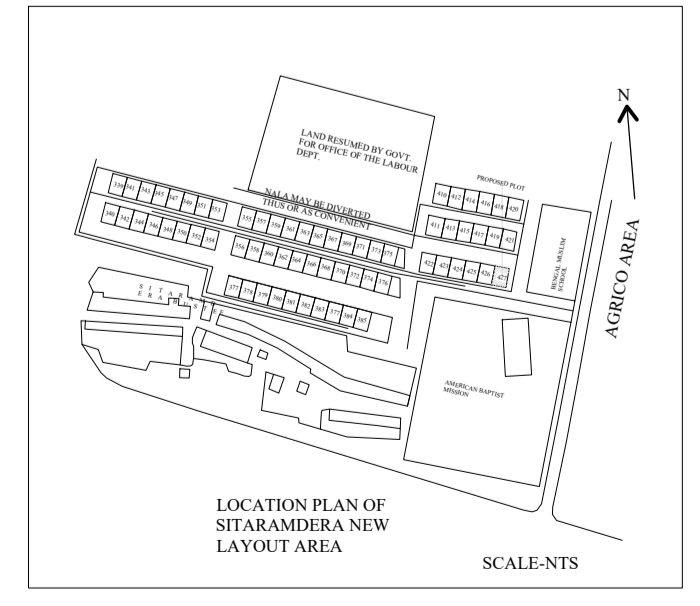 N
LAND RESUMED BY GOVT.
FOR OFFICE OF THE LABOUR
DEPT.
PROPOSED PLOT
410 412 414 416 418 420
NALA MAY BE DIVERTED
THUS OR AS CONVENIENT
339 341 343 345 347 349 351 353
355 357 359 361 363 365 367 369 371 373 375
411 413 415 417 419 421
340 342 344 346 348 350 352 354
356 358 360 362 364 366 368 370 372 374 376
422 423 424 425 426 427
BENGAL MUSLIM
SCHOOL
AGRICO AREA
377 378 379 380 381 382 383 377 384 385
S I T A R A M D
E R A B U S T E E
AMERICAN BAPTIST
MISSION
LOCATION PLAN OF
SITARAMDERA NEW
LAYOUT AREA
SCALE-NTS